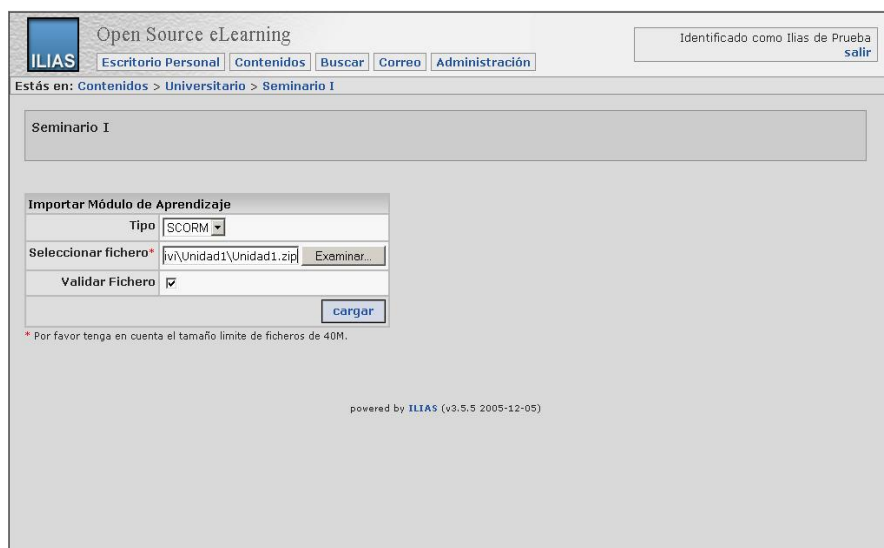 Open Source eLearning
ILIAS
Escritorio Personal Contenidos Buscar Correo Administración
Identificado como Ilias de Prueba
salir
Estás en: Contenidos > Universitario > Seminario I
Seminario I
Importar Módulo de Aprendizaje
Tipo SCORM
Seleccionar fichero* ivi\Unidad1\Unidad1.zip Examinar...
Validar Fichero
cargar
* Por favor tenga en cuenta el tamaño limite de ficheros de 40M.
powered by ILIAS (v3.5.5 2005-12-05)